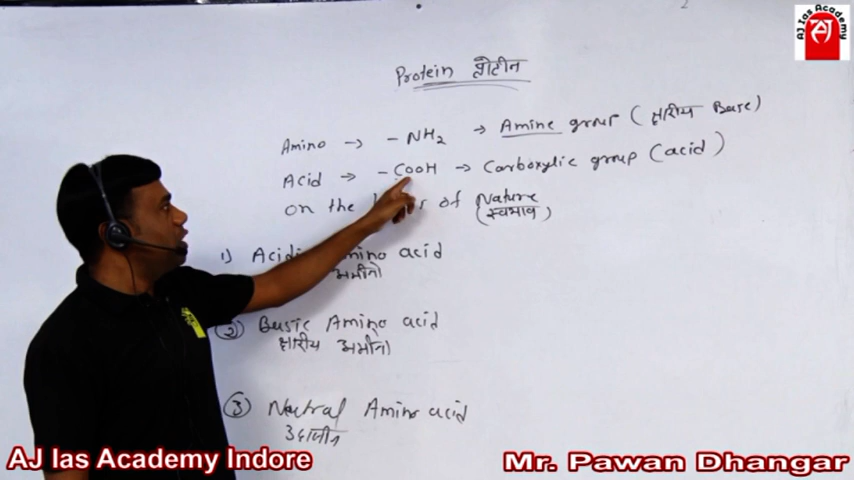 AJ Ias Academy
AJ
Protein प्रोटीन
Amino → - NH2 → Amine group (क्षारीय Base)
Acid → - COOH → Carboxylic group (acid)
on the of Nature
(स्वभाव)
1) Amino acid
अमीनो
2) Basic Amino acid
क्षारीय अमीनो
3) Neutral Amino acid
उदासीन
AJ Ias Academy Indore
Mr. Pawan Dhangar